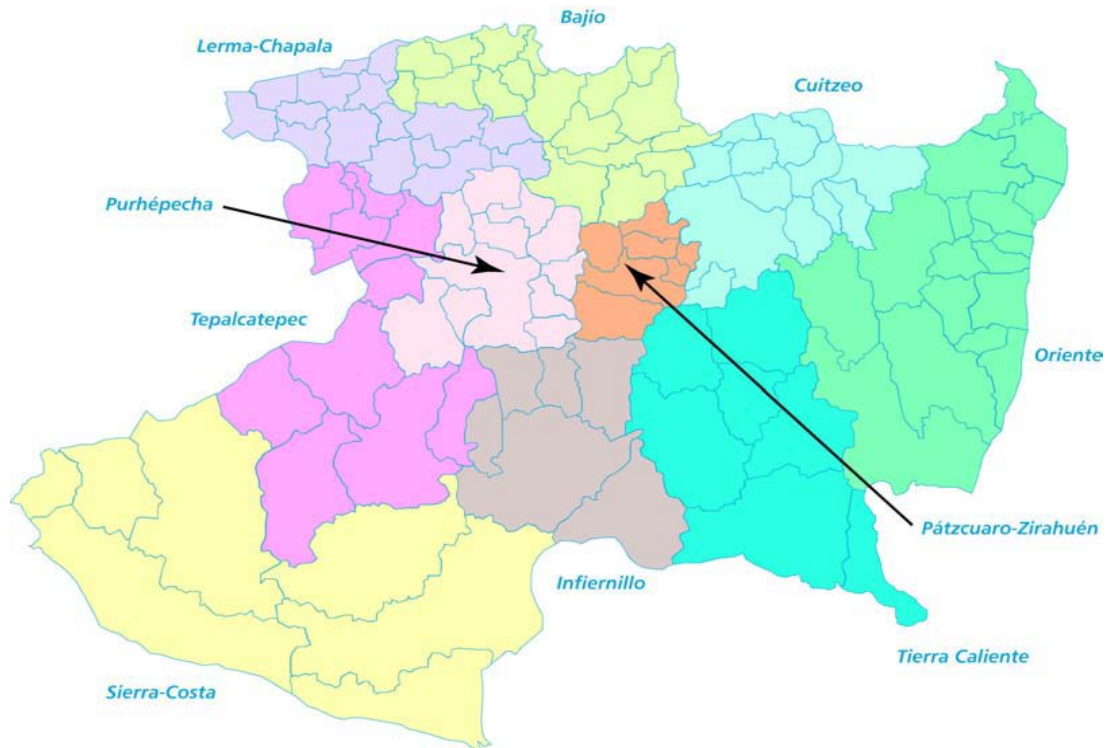 Bajío
Lerma-Chapala
Cuitzeo
Purhépecha
Tepalcatepec
Oriente
Pátzcuaro-Zirahuén
Infiernillo
Tierra Caliente
Sierra-Costa